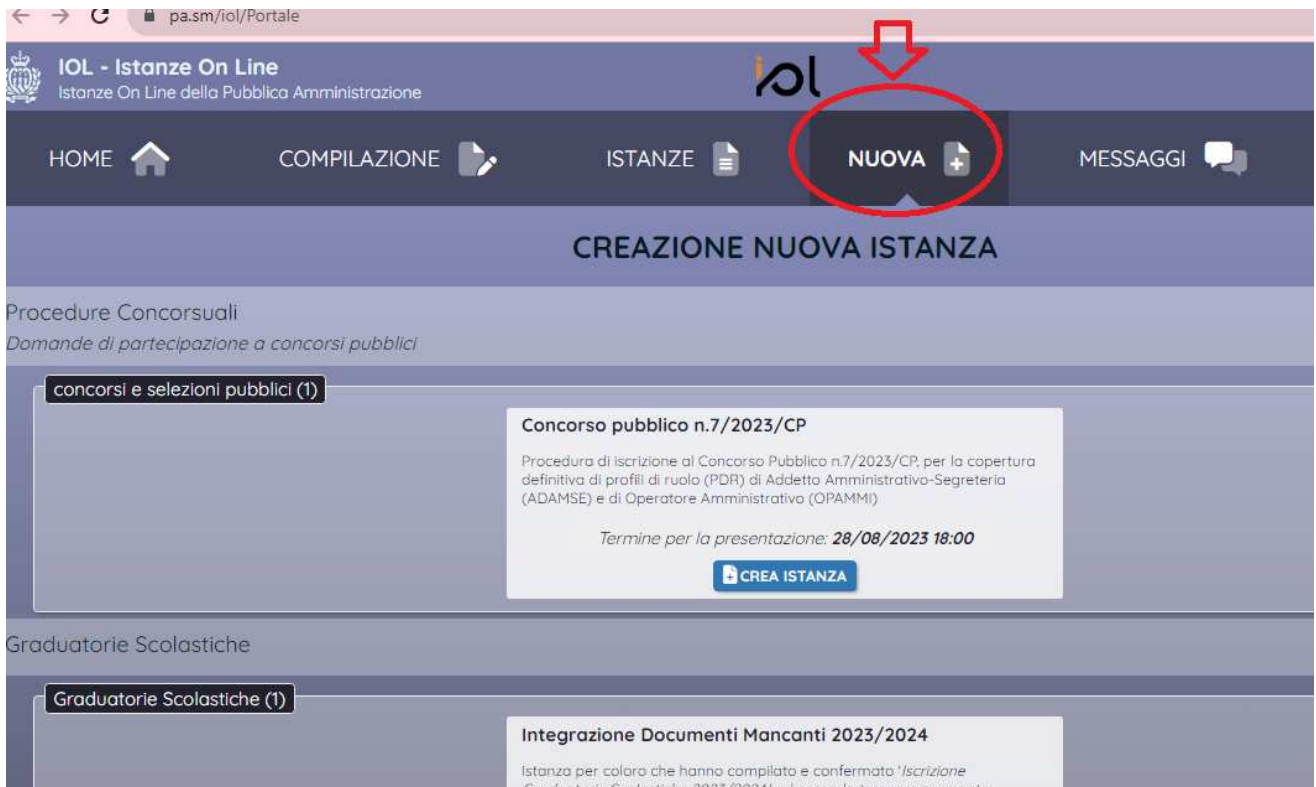 pa.sm/iol/Portale
IOL - Istanze On Line
Istanze On Line della Pubblica Amministrazione
iol
HOME
COMPILAZIONE
ISTANZE
NUOVA
MESSAGGI
CREAZIONE NUOVA ISTANZA
Procedure Concorsuali
Domande di partecipazione a concorsi pubblici
concorsi e selezioni pubblici (1)
Concorso pubblico n.7/2023/CP
Procedura di iscrizione al Concorso Pubblico n.7/2023/CP, per la copertura
definitiva di profili di ruolo (PDR) di Addetto Amministrativo-Segreteria
(ADAMSE) e di Operatore Amministrativo (OPAMMI)
Termine per la presentazione: 28/08/2023 18:00
CREA ISTANZA
Graduatorie Scolastiche
Graduatorie Scolastiche (1)
Integrazione Documenti Mancanti 2023/2024
Istanza per coloro che hanno compilato e confermato 'Iscrizione
Graduatorie Scolastiche 2023/2024'